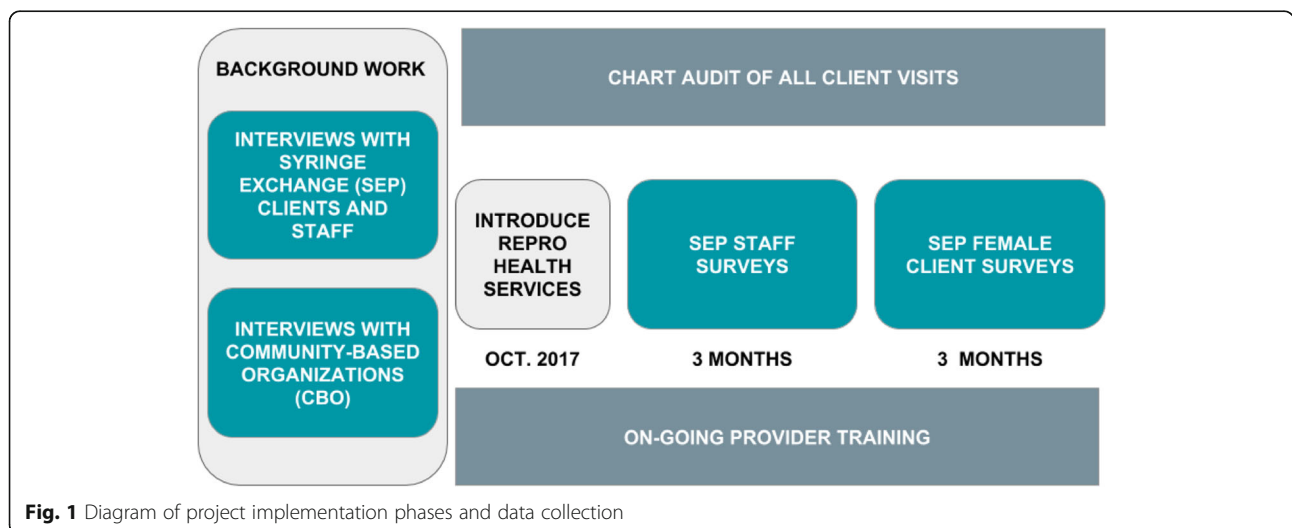 BACKGROUND WORK
INTERVIEWS WITH
SYRINGE
EXCHANGE (SEP)
CLIENTS AND
STAFF
INTERVIEWS WITH
COMMUNITY-BASED
ORGANIZATIONS
(CBO)
CHART AUDIT OF ALL CLIENT VISITS
INTRODUCE
REPRO
HEALTH
SERVICES
OCT. 2017
SEP STAFF
SURVEYS
3 MONTHS
SEP FEMALE
CLIENT SURVEYS
3 MONTHS
ON-GOING PROVIDER TRAINING
Fig. 1 Diagram of project implementation phases and data collection